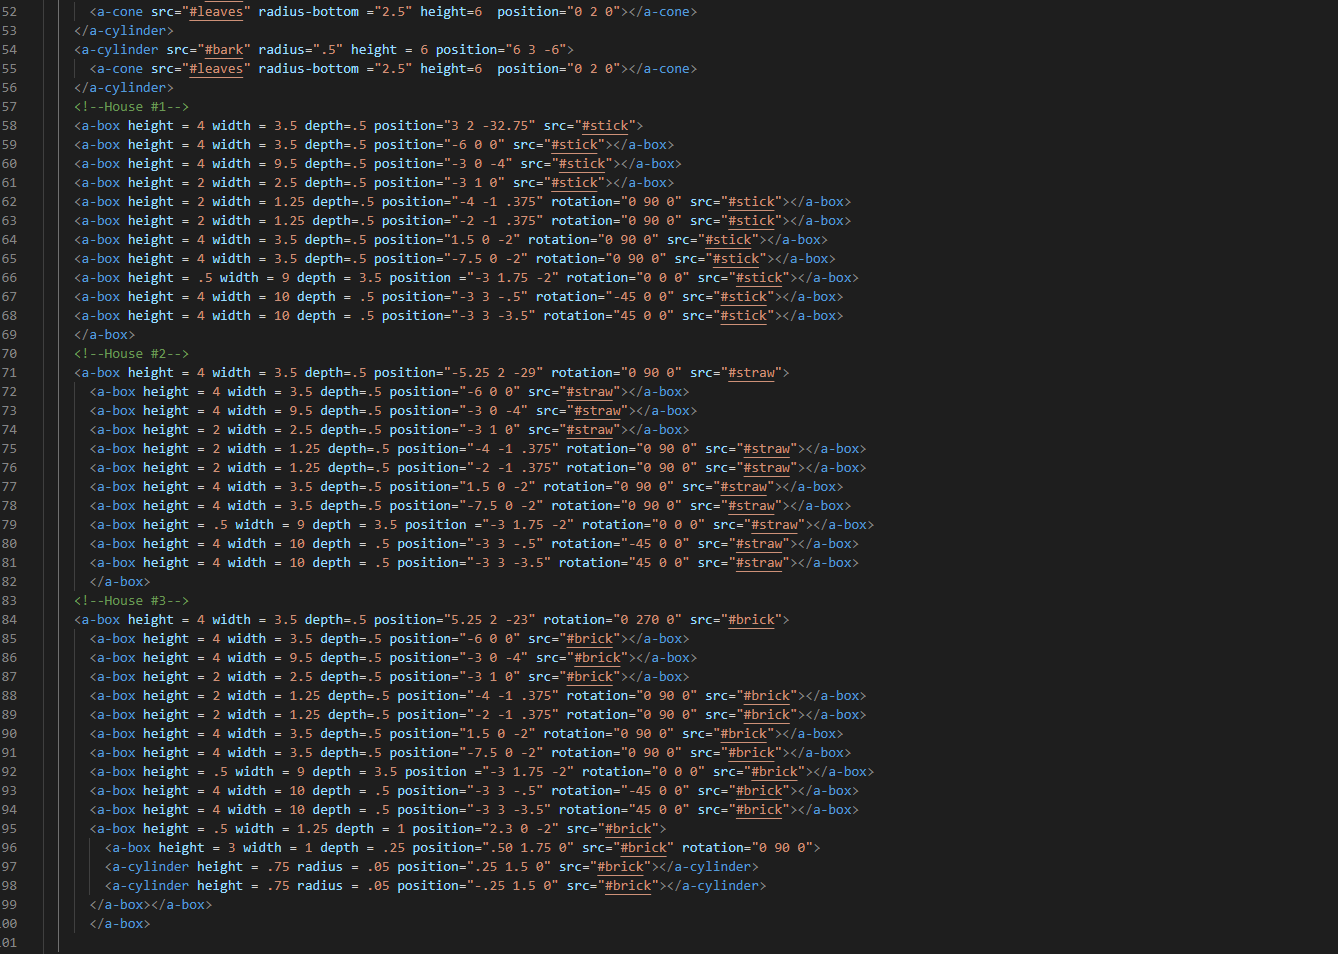 52 <a-cone src="#leaves" radius-bottom ="2.5" height=6  position="0 2 0"></a-cone>
53 </a-cylinder>
54 <a-cylinder src="#bark" radius=".5" height = 6 position="6 3 -6">
55 <a-cone src="#leaves" radius-bottom ="2.5" height=6  position="0 2 0"></a-cone>
56 </a-cylinder>
57 <!--House #1-->
58 <a-box height = 4 width = 3.5 depth=.5 position="3 2 -32.75" src="#stick">
59 <a-box height = 4 width = 3.5 depth=.5 position="-6 0 0" src="#stick"></a-box>
60 <a-box height = 4 width = 9.5 depth=.5 position="-3 0 -4" src="#stick"></a-box>
61 <a-box height = 2 width = 2.5 depth=.5 position="-3 1 0" src="#stick"></a-box>
62 <a-box height = 2 width = 1.25 depth=.5 position="-4 -1 .375" rotation="0 90 0" src="#stick"></a-box>
63 <a-box height = 2 width = 1.25 depth=.5 position="-2 -1 .375" rotation="0 90 0" src="#stick"></a-box>
64 <a-box height = 4 width = 3.5 depth=.5 position="1.5 0 -2" rotation="0 90 0" src="#stick"></a-box>
65 <a-box height = 4 width = 3.5 depth=.5 position="-7.5 0 -2" rotation="0 90 0" src="#stick"></a-box>
66 <a-box height = .5 width = 9 depth = 3.5 position ="-3 1.75 -2" rotation="0 0 0" src="#stick"></a-box>
67 <a-box height = 4 width = 10 depth = .5 position="-3 3 -.5" rotation="-45 0 0" src="#stick"></a-box>
68 <a-box height = 4 width = 10 depth = .5 position="-3 3 -3.5" rotation="45 0 0" src="#stick"></a-box>
69 </a-box>
70 <!--House #2-->
71 <a-box height = 4 width = 3.5 depth=.5 position="-5.25 2 -29" rotation="0 90 0" src="#straw">
72 <a-box height = 4 width = 3.5 depth=.5 position="-6 0 0" src="#straw"></a-box>
73 <a-box height = 4 width = 9.5 depth=.5 position="-3 0 -4" src="#straw"></a-box>
74 <a-box height = 2 width = 2.5 depth=.5 position="-3 1 0" src="#straw"></a-box>
75 <a-box height = 2 width = 1.25 depth=.5 position="-4 -1 .375" rotation="0 90 0" src="#straw"></a-box>
76 <a-box height = 2 width = 1.25 depth=.5 position="-2 -1 .375" rotation="0 90 0" src="#straw"></a-box>
77 <a-box height = 4 width = 3.5 depth=.5 position="1.5 0 -2" rotation="0 90 0" src="#straw"></a-box>
78 <a-box height = 4 width = 3.5 depth=.5 position="-7.5 0 -2" rotation="0 90 0" src="#straw"></a-box>
79 <a-box height = .5 width = 9 depth = 3.5 position ="-3 1.75 -2" rotation="0 0 0" src="#straw"></a-box>
80 <a-box height = 4 width = 10 depth = .5 position="-3 3 -.5" rotation="-45 0 0" src="#straw"></a-box>
81 <a-box height = 4 width = 10 depth = .5 position="-3 3 -3.5" rotation="45 0 0" src="#straw"></a-box>
82 </a-box>
83 <!--House #3-->
84 <a-box height = 4 width = 3.5 depth=.5 position="5.25 2 -23" rotation="0 270 0" src="#brick">
85 <a-box height = 4 width = 3.5 depth=.5 position="-6 0 0" src="#brick"></a-box>
86 <a-box height = 4 width = 9.5 depth=.5 position="-3 0 -4" src="#brick"></a-box>
87 <a-box height = 2 width = 2.5 depth=.5 position="-3 1 0" src="#brick"></a-box>
88 <a-box height = 2 width = 1.25 depth=.5 position="-4 -1 .375" rotation="0 90 0" src="#brick"></a-box>
89 <a-box height = 2 width = 1.25 depth=.5 position="-2 -1 .375" rotation="0 90 0" src="#brick"></a-box>
90 <a-box height = 4 width = 3.5 depth=.5 position="1.5 0 -2" rotation="0 90 0" src="#brick"></a-box>
91 <a-box height = 4 width = 3.5 depth=.5 position="-7.5 0 -2" rotation="0 90 0" src="#brick"></a-box>
92 <a-box height = .5 width = 9 depth = 3.5 position ="-3 1.75 -2" rotation="0 0 0" src="#brick"></a-box>
93 <a-box height = 4 width = 10 depth = .5 position="-3 3 -.5" rotation="-45 0 0" src="#brick"></a-box>
94 <a-box height = 4 width = 10 depth = .5 position="-3 3 -3.5" rotation="45 0 0" src="#brick"></a-box>
95 <a-box height = .5 width = 1.25 depth = 1 position="2.3 0 -2" src="#brick">
96 <a-box height = 3 width = 1 depth = .25 position=".50 1.75 0" src="#brick" rotation="0 90 0">
97 <a-cylinder height = .75 radius = .05 position=".25 1.5 0" src="#brick"></a-cylinder>
98 <a-cylinder height = .75 radius = .05 position="-.25 1.5 0" src="#brick"></a-cylinder>
99 </a-box></a-box>
00 </a-box>
01